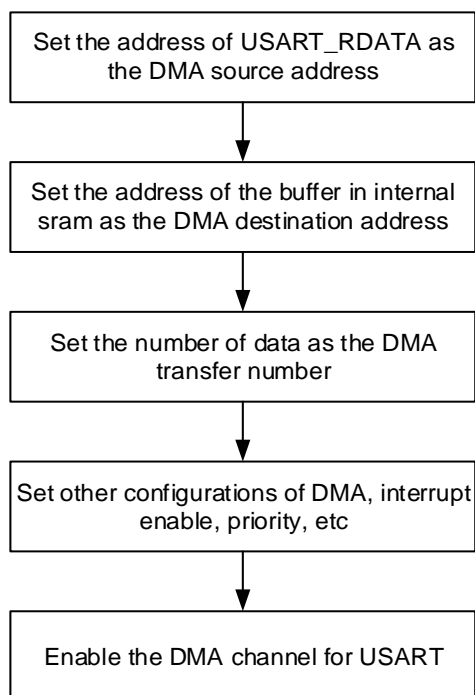 Set the address of USART_RDATA as
the DMA source address
Set the address of the buffer in internal
sram as the DMA destination address
Set the number of data as the DMA
transfer number
Set other configurations of DMA, interrupt
enable, priority, etc
Enable the DMA channel for USART